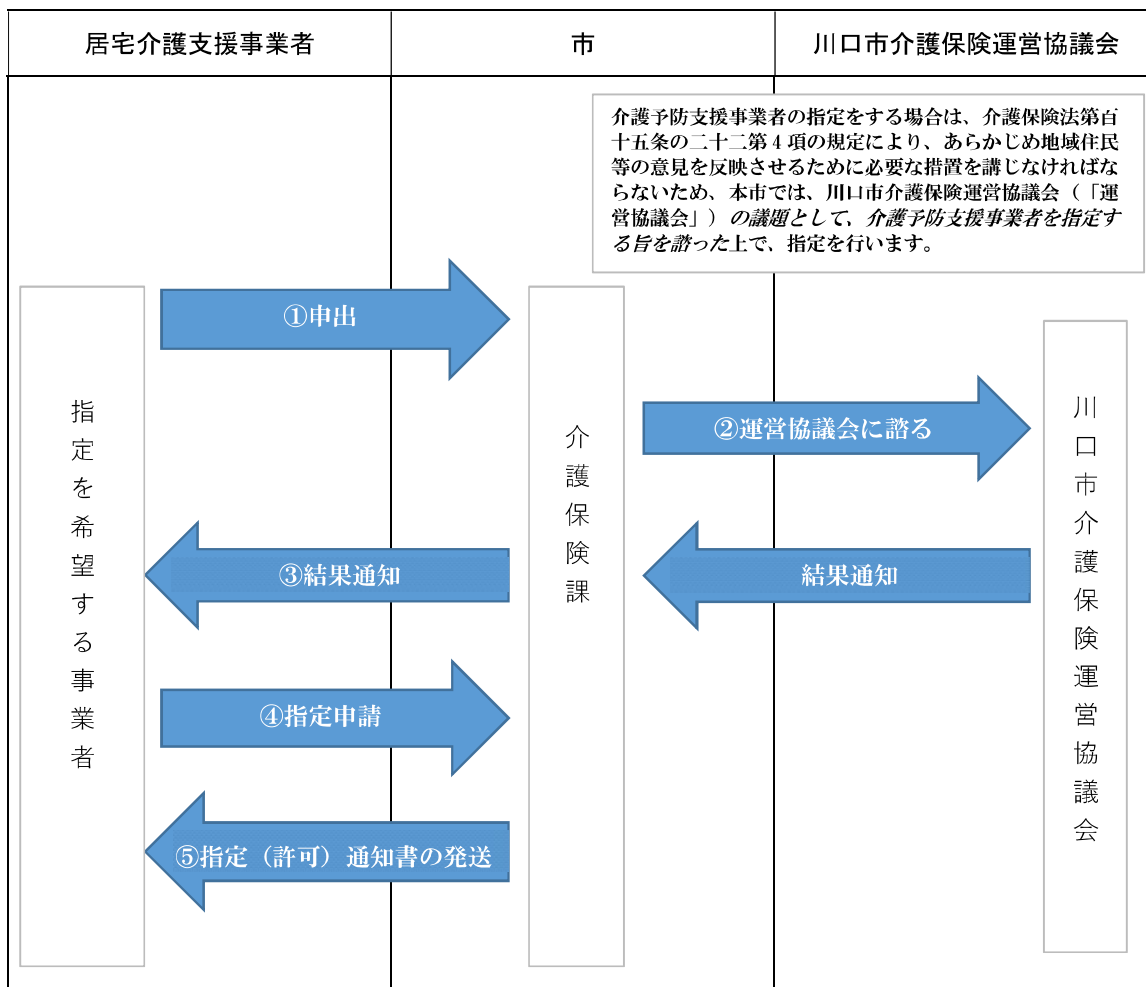 居宅介護支援事業者
市
川口市介護保険運営協議会
介護予防支援事業者の指定をする場合は、介護保険法第百
十五条の二十二第4項の規定により、あらかじめ地域住民
等の意見を反映させるために必要な措置を講じなければな
らないため、本市では、川口市介護保険運営協議会（「運
営協議会」）の議題として、介護予防支援事業者を指定す
る旨を諮った上で、指定を行います。
指定を希望する事業者
①申出
介護保険課
②運営協議会に諮る
川口市介護保険運営協議会
③結果通知
結果通知
④指定申請
⑤指定（許可）通知書の発送